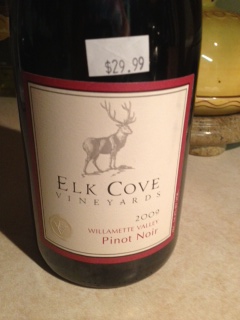 $29.99
ELK COVE
VINEYARDS
2009
WILLAMETTE VALLEY
Pinot Noir